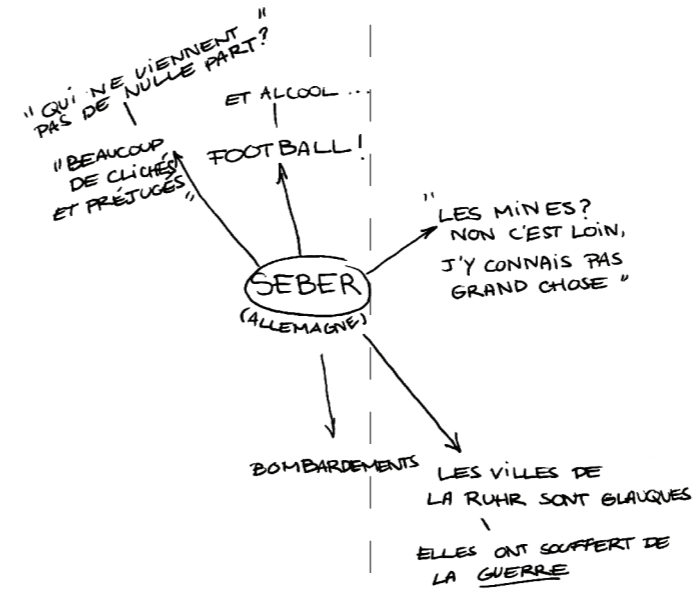 "QUI NE VIENNENT
PAS DE NULLE PART?"
"BEAUCOUP
DE CLICHÉS
ET PRÉJUGÉS"
ET ALCOOL ...
FOOTBALL!
"LES MINES?
NON C'EST LOIN,
J'Y CONNAIS PAS
GRAND CHOSE"
SEBER
(ALLEMAGNE)
BOMBARDEMENTS
LES VILLES DE
LA RUHR SONT GLAUQUES
ELLES ONT SOUFFERT DE
LA GUERRE